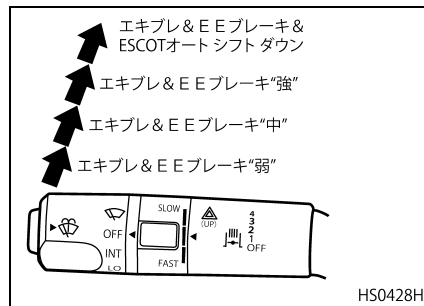 エキブレ＆ＥＥブレーキ＆
ESCOTオート シフト ダウン
エキブレ＆ＥＥブレーキ“強”
エキブレ＆ＥＥブレーキ“中”
エキブレ＆ＥＥブレーキ“弱”
OFF
INT
LO
SLOW
FAST
(UP)
4
3
2
1
OFF
HS0428H